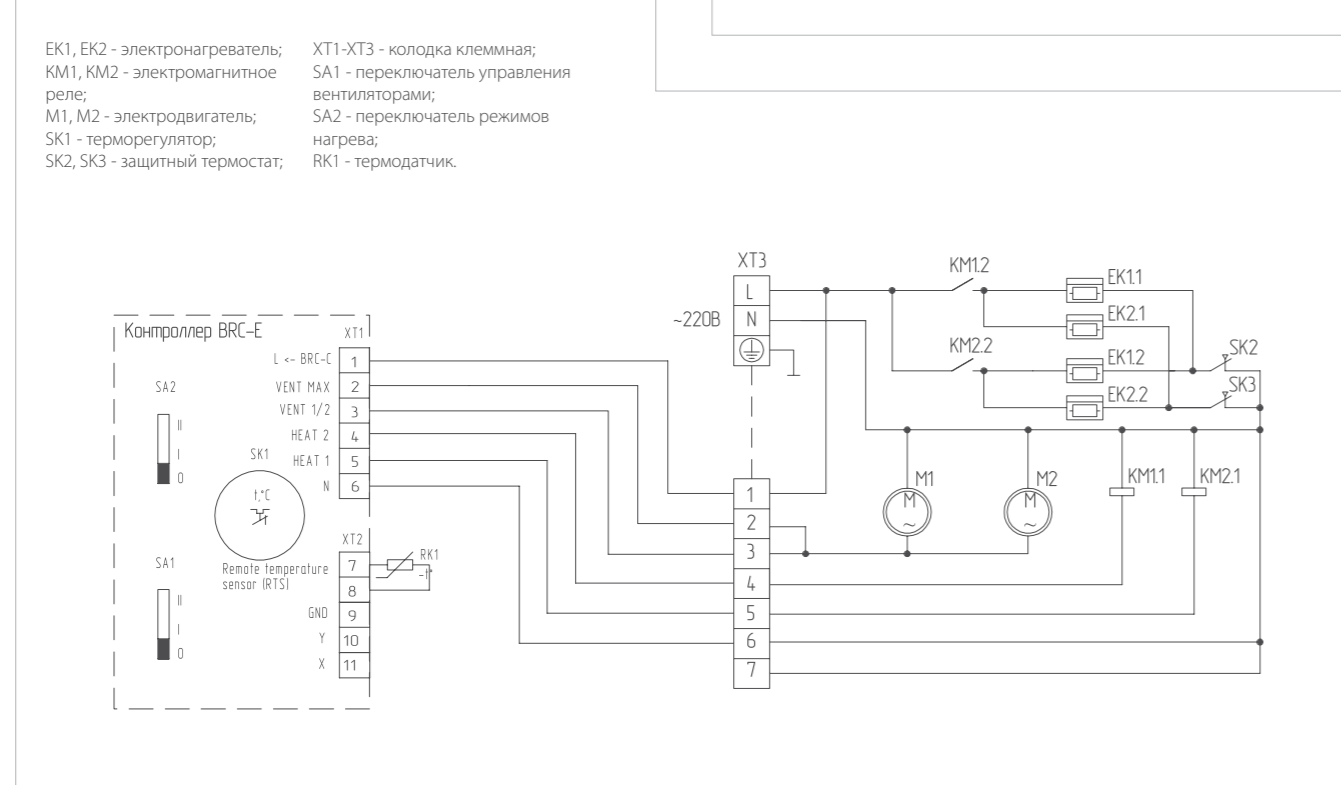 EK1, EK2 - электронагреватель;
KM1, KM2 - электромагнитное
реле;
M1, M2 - электродвигатель;
SK1 - терморегулятор;
SK2, SK3 - защитный термостат;
XT1-XT3 - колодка клеммная;
SA1 - переключатель управления
вентиляторами;
SA2 - переключатель режимов
нагрева;
RK1 - термодатчик.
Контроллер BRC-E
XT1
L <- BRC-C 1
VENT MAX 2
VENT 1/2 3
HEAT 2 4
HEAT 1 5
N 6
SA2
II
I
0
SK1
t,°C
XT2
7
8
GND 9
Y 10
X 11
Remote temperature
sensor (RTS)
SA1
II
I
0
RK1
-t°
XT3
~220В
L
N
1
2
3
4
5
6
7
KM1.2
KM2.2
EK1.1
EK2.1
EK1.2
EK2.2
SK2
SK3
M1
M
~
M2
M
~
KM1.1
KM2.1